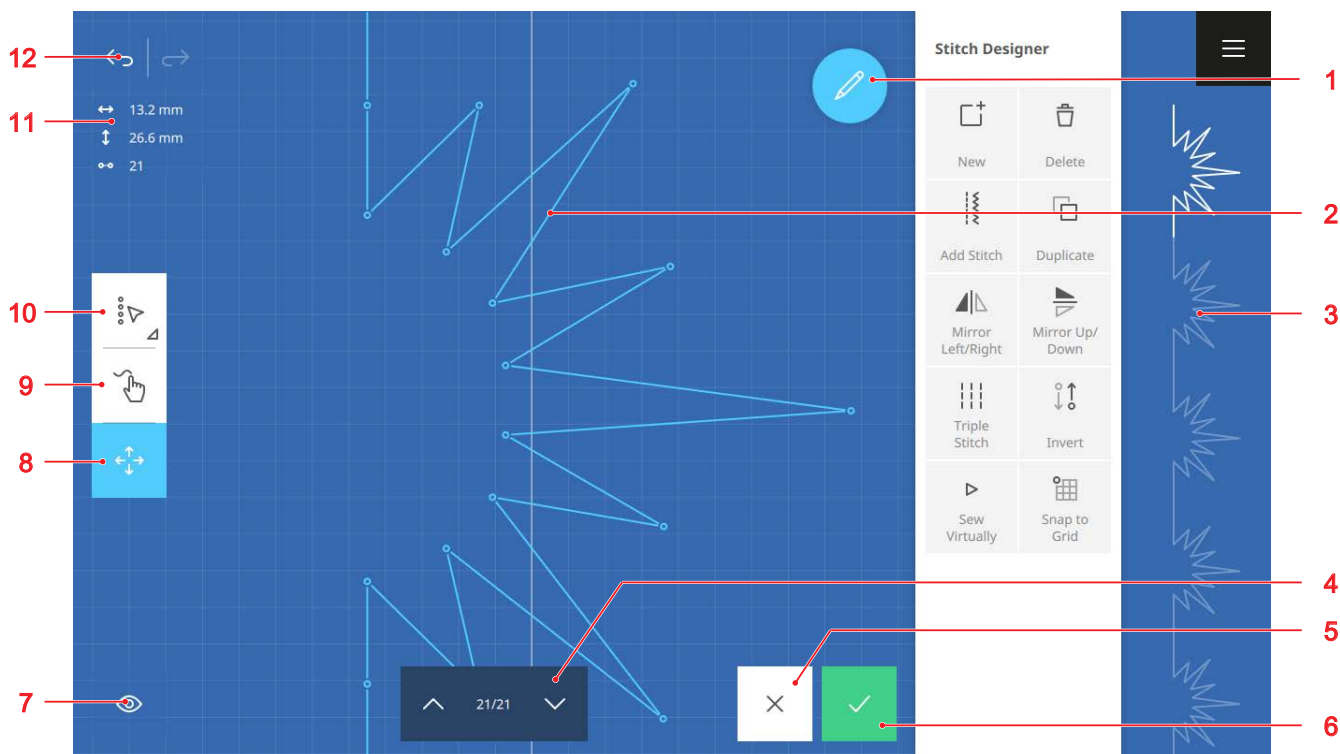 12
11
13.2 mm
26.6 mm
21
10
9
8
7
21/21
Stitch Designer
New
Delete
Add Stitch
Duplicate
Mirror
Left/Right
Mirror Up/
Down
Triple
Stitch
Invert
Sew
Virtually
Snap to
Grid
1
2
3
4
5
6